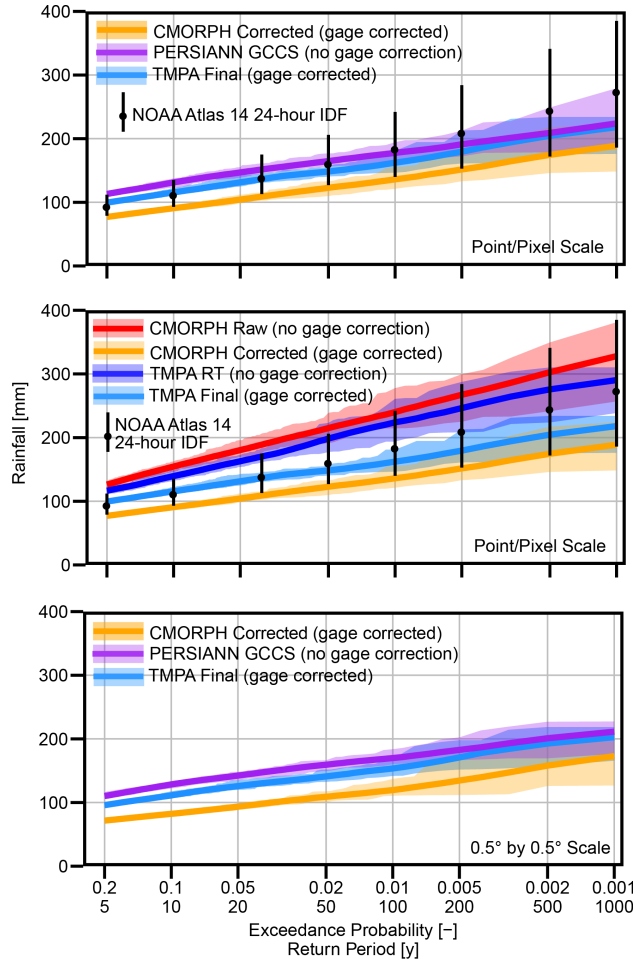 400
CMORPH Corrected (gage corrected)
PERSIANN GCCS (no gage correction)
TMPA Final (gage corrected)
300
NOAA Atlas 14 24-hour IDF
200
100
Point/Pixel Scale
0
400
CMORPH Raw (no gage correction)
CMORPH Corrected (gage corrected)
300
TMPA RT (no gage correction)
TMPA Final (gage corrected)
NOAA Atlas 14
24-hour IDF
200
Rainfall [mm]
100
Point/Pixel Scale
0
400
CMORPH Corrected (gage corrected)
PERSIANN GCCS (no gage correction)
TMPA Final (gage corrected)
300
200
100
0.5° by 0.5° Scale
0
0.2 0.1 0.05 0.02 0.01 0.005 0.002 0.001
5 10 20 50 100 200 500 1000
Exceedance Probability [−]
Return Period [y]